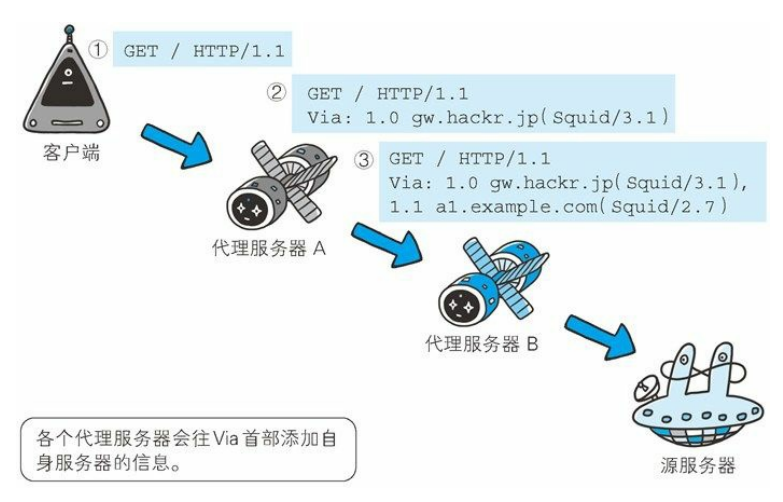 ① GET / HTTP/1.1
② GET / HTTP/1.1
Via: 1.0 gw.hackr.jp(Squid/3.1)
客户端
③ GET / HTTP/1.1
Via: 1.0 gw.hackr.jp(Squid/3.1),
1.1 a1.example.com(Squid/2.7)
代理服务器 A
代理服务器 B
各个代理服务器会往Via首部添加自
身服务器的信息。
源服务器